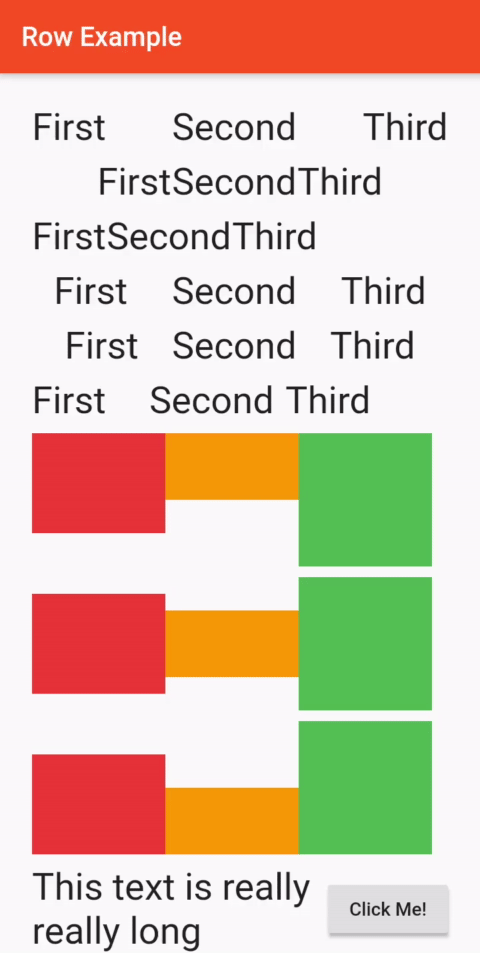 Row Example
First Second Third
FirstSecondThird
FirstSecondThird
First Second Third
First Second Third
First Second Third
This text is really
really long
Click Me!